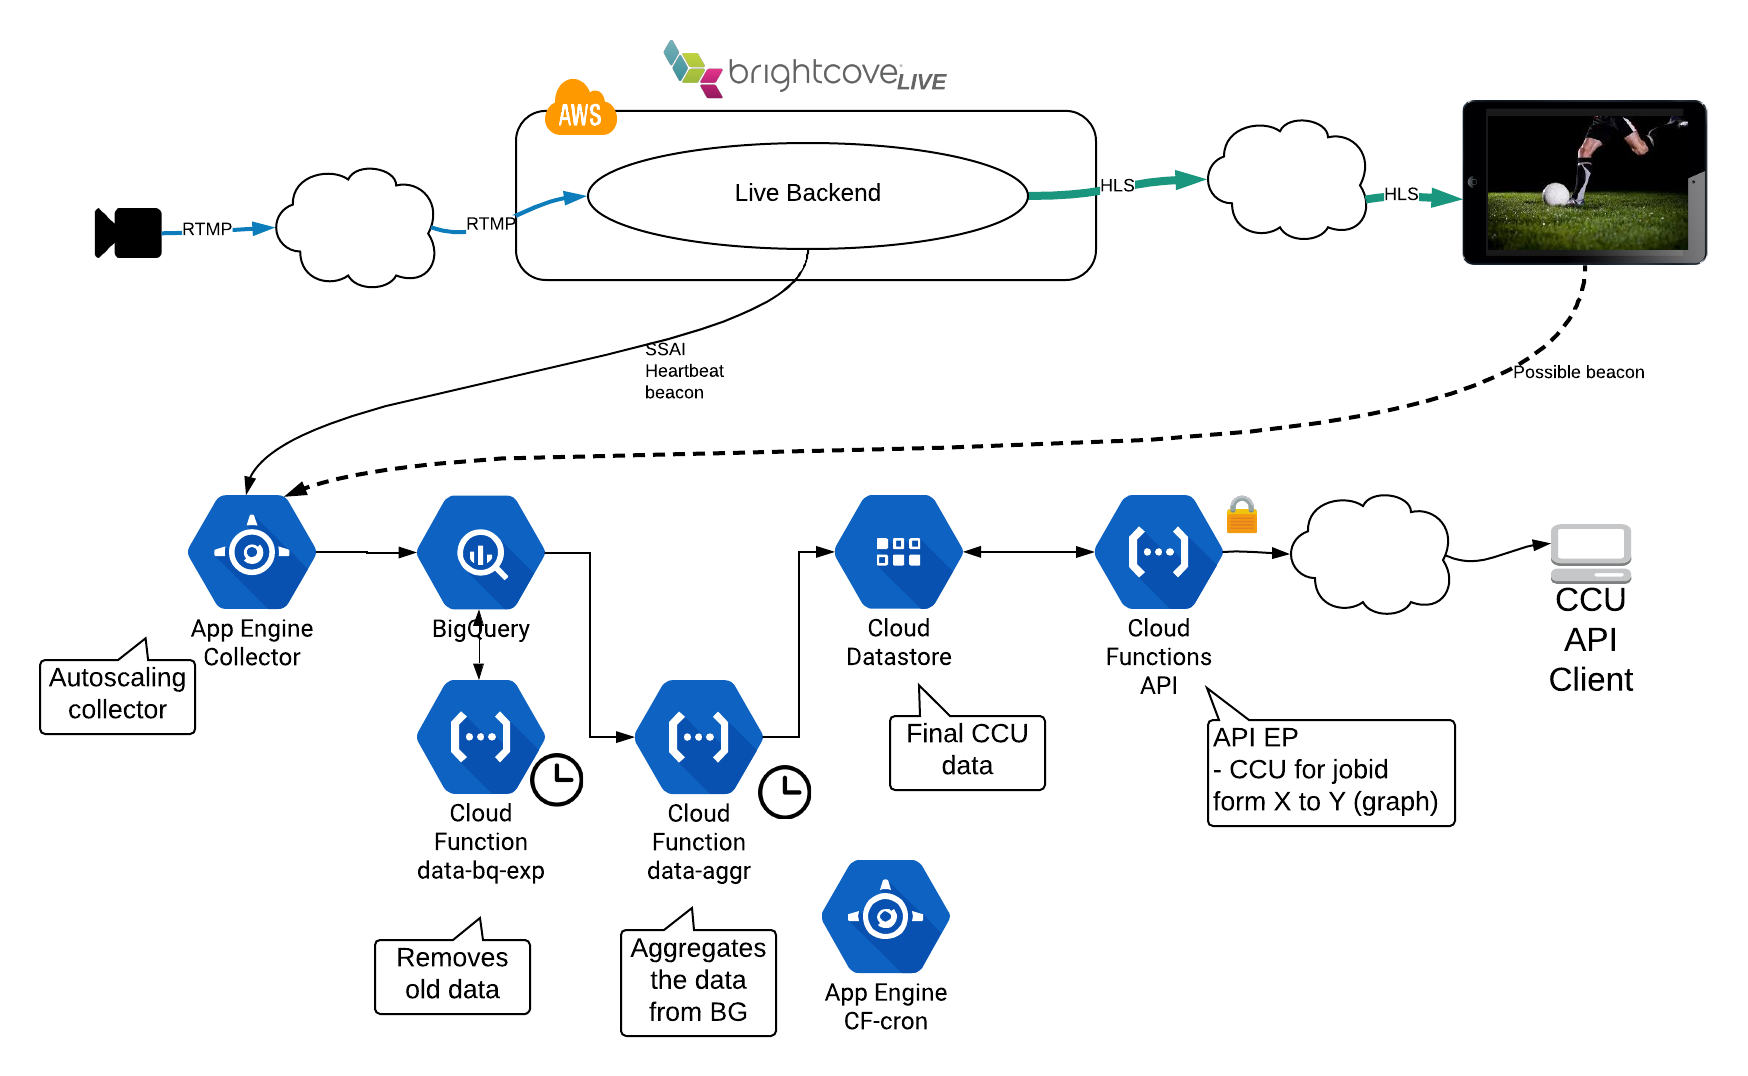 brightcove LIVE
AWS
Live Backend
RTMP
RTMP
HLS
HLS
SSAI
Heartbeat
beacon
Possible beacon
App Engine
Collector
Autoscaling
collector
BigQuery
Cloud
Function
data-bq-exp
Removes
old data
Cloud
Function
data-aggr
Aggregates
the data
from BG
Cloud
Datastore
Final CCU
data
Cloud
Functions
API
API EP
- CCU for jobid
form X to Y (graph)
CCU
API
Client
App Engine
CF-cron